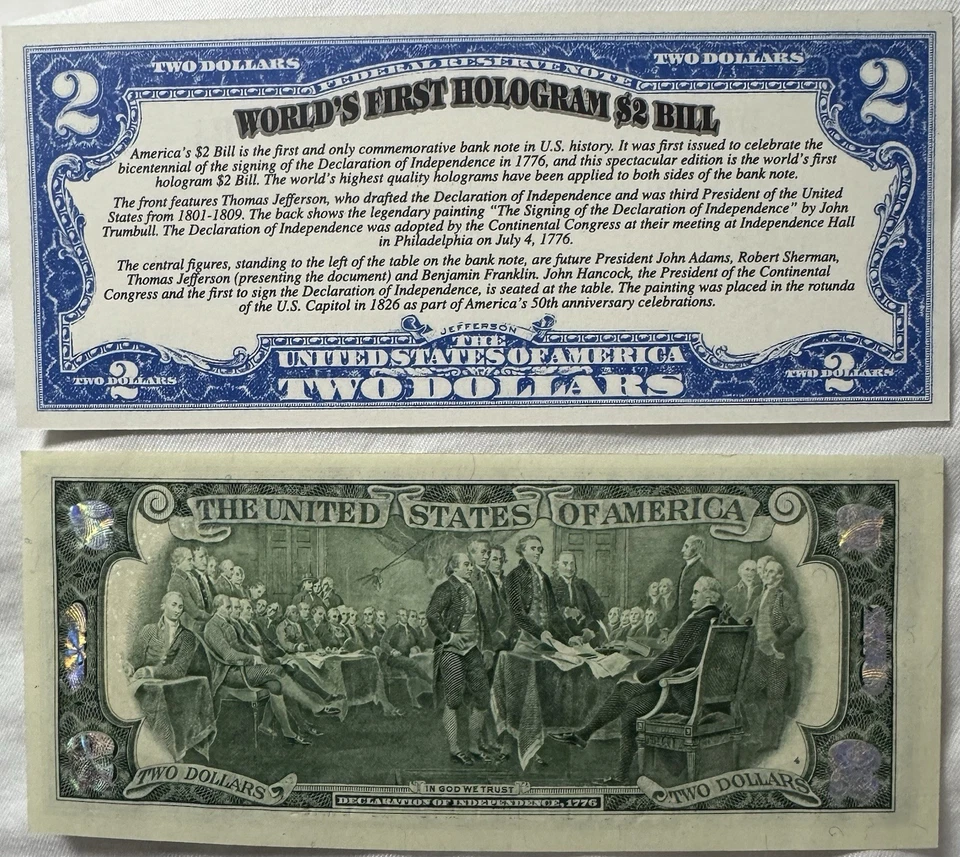 TWO DOLLARS TWO DOLLARS
2 FEDERAL RESERVE NOTE 2
WORLD'S FIRST HOLOGRAM $2 BILL
America's $2 Bill is the first and only commemorative bank note in U.S. history. It was first issued to celebrate the
bicentennial of the signing of the Declaration of Independence in 1776, and this spectacular edition is the world's first
hologram $2 Bill. The world's highest quality holograms have been applied to both sides of the bank note.
The front features Thomas Jefferson, who drafted the Declaration of Independence and was third President of the United
States from 1801-1809. The back shows the legendary painting "The Signing of the Declaration of Independence" by John
Trumbull. The Declaration of Independence was adopted by the Continental Congress at their meeting at Independence Hall
in Philadelphia on July 4, 1776.
The central figures, standing to the left of the table on the bank note, are future President John Adams, Robert Sherman,
Thomas Jefferson (presenting the document) and Benjamin Franklin. John Hancock, the President of the Continental
Congress and the first to sign the Declaration of Independence, is seated at the table. The painting was placed in the rotunda
of the U.S. Capitol in 1826 as part of America's 50th anniversary celebrations.
JEFFERSON
THE
UNITED STATES OF AMERICA
2 TWO DOLLARS TWO DOLLARS 2 TWO DOLLARS
THE UNITED STATES OF AMERICA
4
TWO DOLLARS IN GOD WE TRUST TWO DOLLARS
DECLARATION OF INDEPENDENCE, 1776